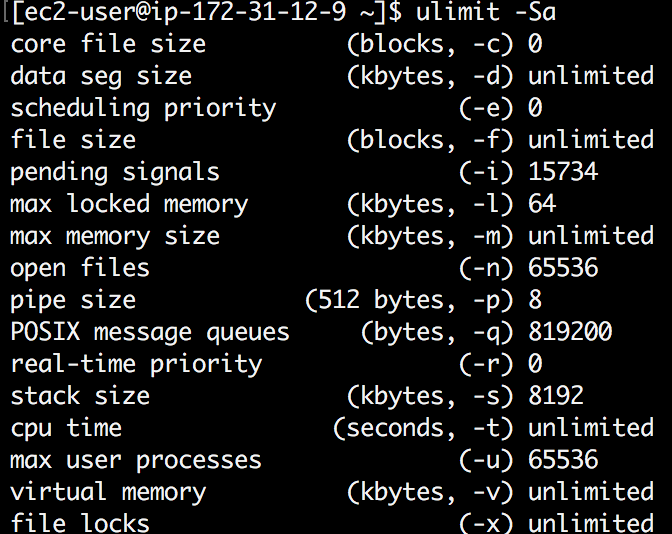 [[ec2-user@ip-172-31-12-9 ~]$ ulimit -Sa
core file size (blocks, -c) 0
data seg size (kbytes, -d) unlimited
scheduling priority (-e) 0
file size (blocks, -f) unlimited
pending signals (-i) 15734
max locked memory (kbytes, -l) 64
max memory size (kbytes, -m) unlimited
open files (-n) 65536
pipe size (512 bytes, -p) 8
POSIX message queues (bytes, -q) 819200
real-time priority (-r) 0
stack size (kbytes, -s) 8192
cpu time (seconds, -t) unlimited
max user processes (-u) 65536
virtual memory (kbytes, -v) unlimited
file locks (-x) unlimited